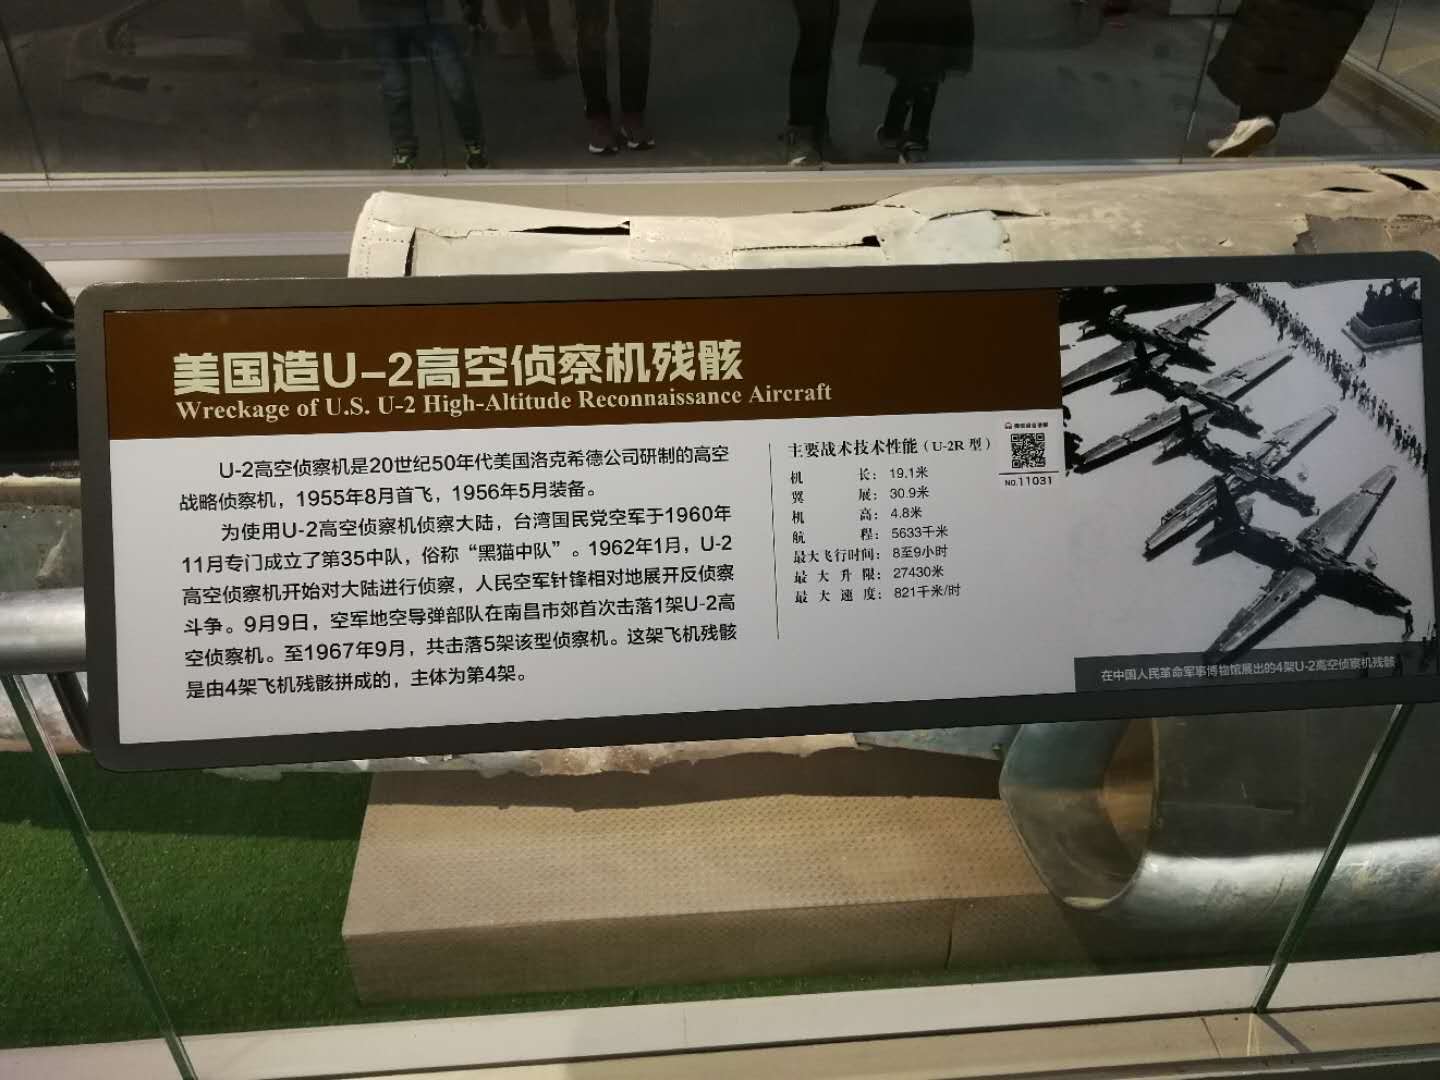 美国造U-2高空侦察机残骸
Wreckage of U.S. U-2 High-Altitude Reconnaissance Aircraft
U-2高空侦察机是20世纪50年代美国洛克希德公司研制的高空
战略侦察机，1955年8月首飞，1956年5月装备。
为使用U-2高空侦察机侦察大陆，台湾国民党空军于1960年
11月专门成立了第35中队，俗称“黑猫中队”。1962年1月，U-2
高空侦察机开始对大陆进行侦察，人民空军针锋相对地展开反侦察
斗争。9月9日，空军地空导弹部队在南昌市郊首次击落1架U-2高
空侦察机。至1967年9月，共击落5架该型侦察机。这架飞机残骸
是由4架飞机残骸拼成的，主体为第4架。
主要战术技术性能（U-2R 型）
机长：19.1米
翼展：30.9米
机高：4.8米
航程：5633千米
最大飞行时间：8至9小时
最大升限：27430米
最大速度：821千米/时
NO.11031
在中国人民革命军事博物馆展出的4架U-2高空侦察机残骸